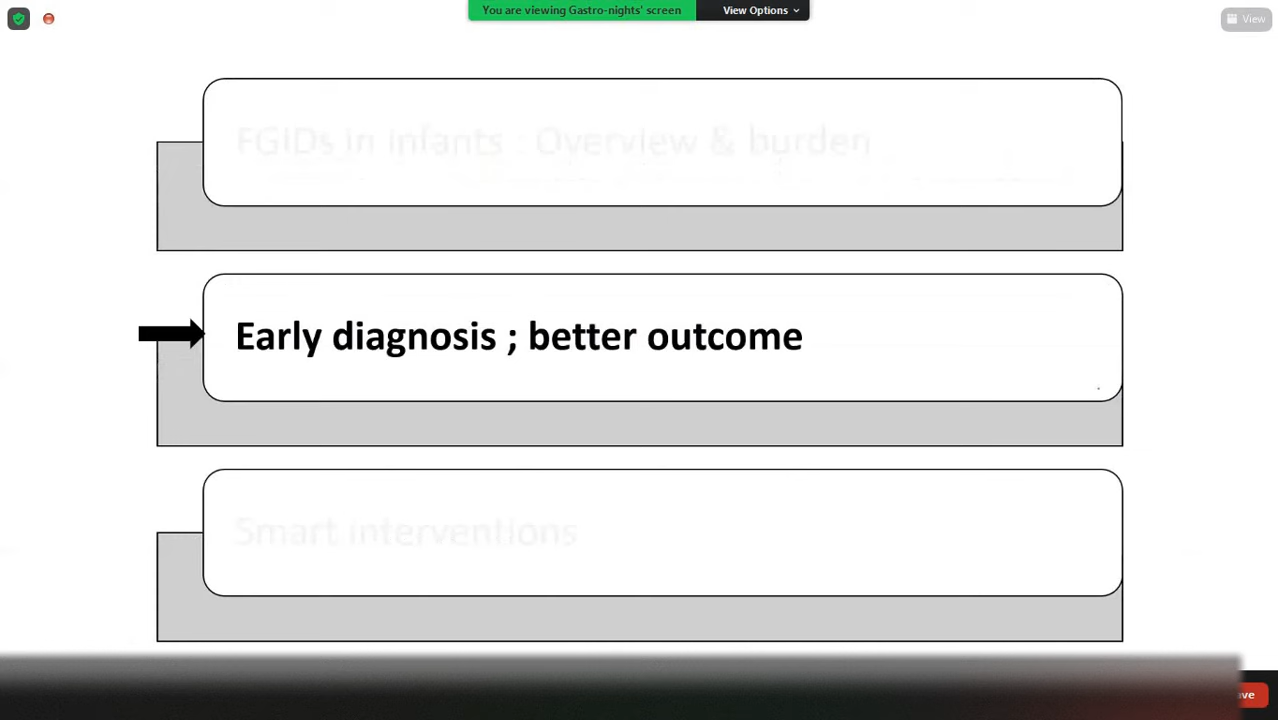 You are viewing Gastro-nights' screen
View Options
View
FGIDs in infants : Overview & burden
Early diagnosis ; better outcome
Smart interventions